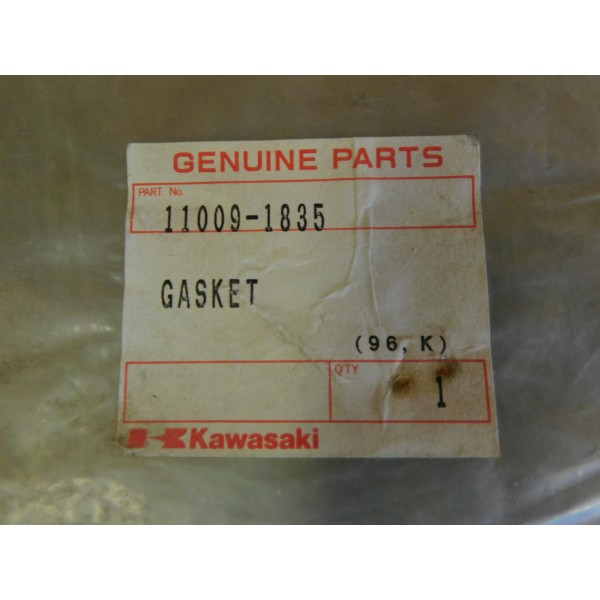 GENUINE PARTS
PART. No.
11009-1835
GASKET
(96, K)
QTY
1
Kawasaki